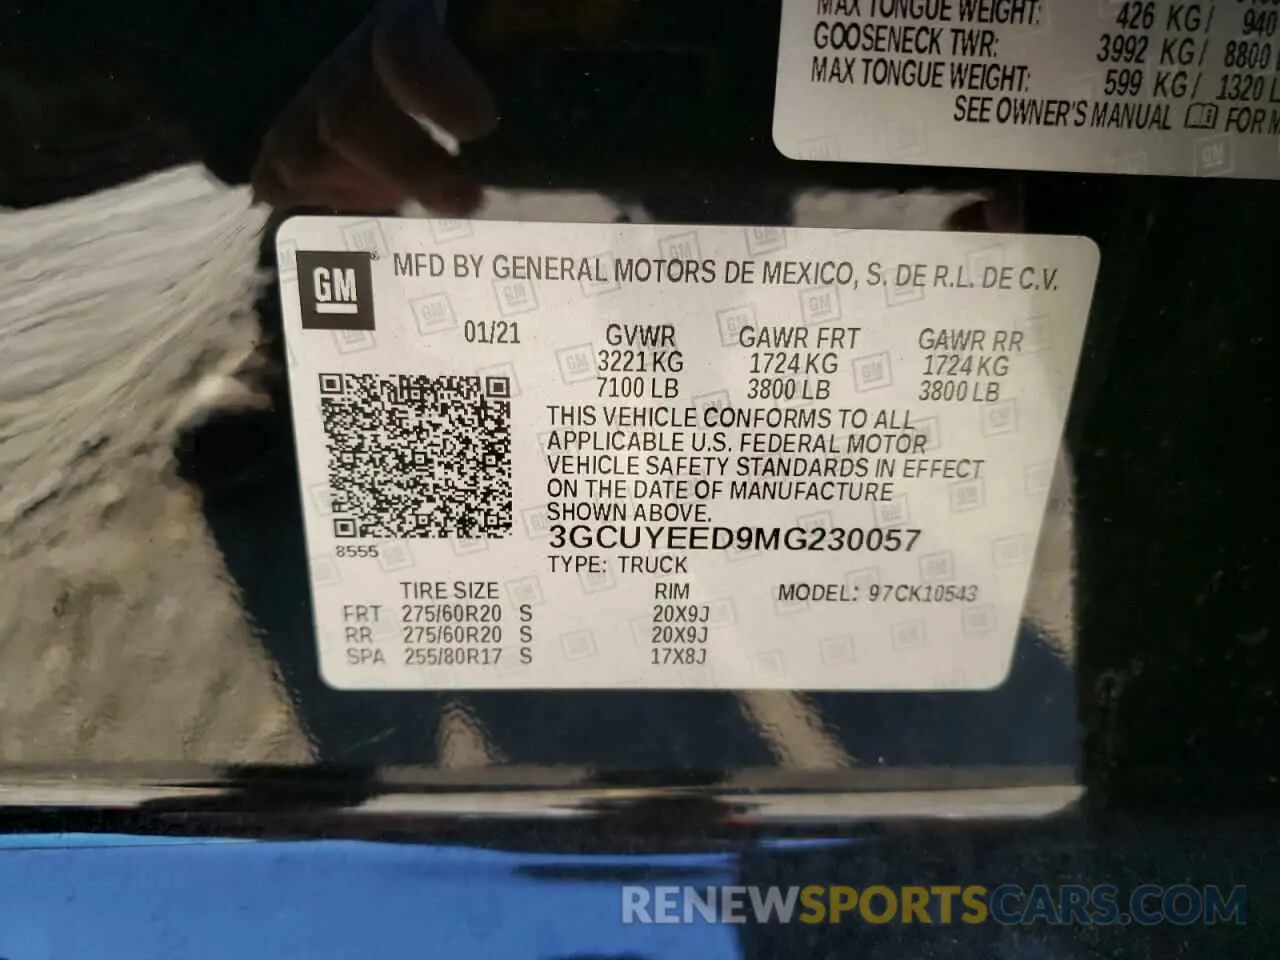 MAX TONGUE WEIGHT: 426 KG/ 940
GOOSENECK TWR: 3992 KG/ 8800
MAX TONGUE WEIGHT: 599 KG/ 1320 L
SEE OWNER'S MANUAL FOR M
GM
GM® MFD BY GENERAL MOTORS DE MEXICO, S. DE R.L. DE C.V.
01/21 GVWR GAWR FRT GAWR RR
3221 KG 1724 KG 1724 KG
7100 LB 3800 LB 3800 LB
THIS VEHICLE CONFORMS TO ALL
APPLICABLE U.S. FEDERAL MOTOR
VEHICLE SAFETY STANDARDS IN EFFECT
ON THE DATE OF MANUFACTURE
SHOWN ABOVE.
3GCUYEED9MG230057
8555
TYPE: TRUCK
TIRE SIZE RIM MODEL: 97CK10543
FRT 275/60R20 S 20X9J
RR 275/60R20 S 20X9J
SPA 255/80R17 S 17X8J
RENEWSPORTSCARS.COM